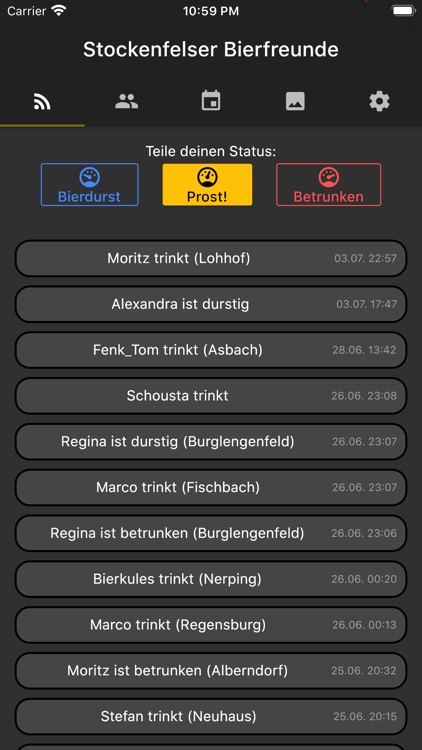 Carrier 10:59 PM
Stockenfelser Bierfreunde
Teile deinen Status:
Bierdurst Prost! Betrunken
Moritz trinkt (Lohhof) 03.07. 22:57
Alexandra ist durstig 03.07. 17:47
Fenk_Tom trinkt (Asbach) 28.06. 13:42
Schousta trinkt 26.06. 23:08
Regina ist durstig (Burglengenfeld) 26.06. 23:07
Marco trinkt (Fischbach) 26.06. 23:07
Regina ist betrunken (Burglengenfeld) 26.06. 23:06
Bierkules trinkt (Nerping) 26.06. 00:20
Marco trinkt (Regensburg) 26.06. 00:13
Moritz ist betrunken (Alberndorf) 25.06. 20:32
Stefan trinkt (Neuhaus) 25.06. 20:15